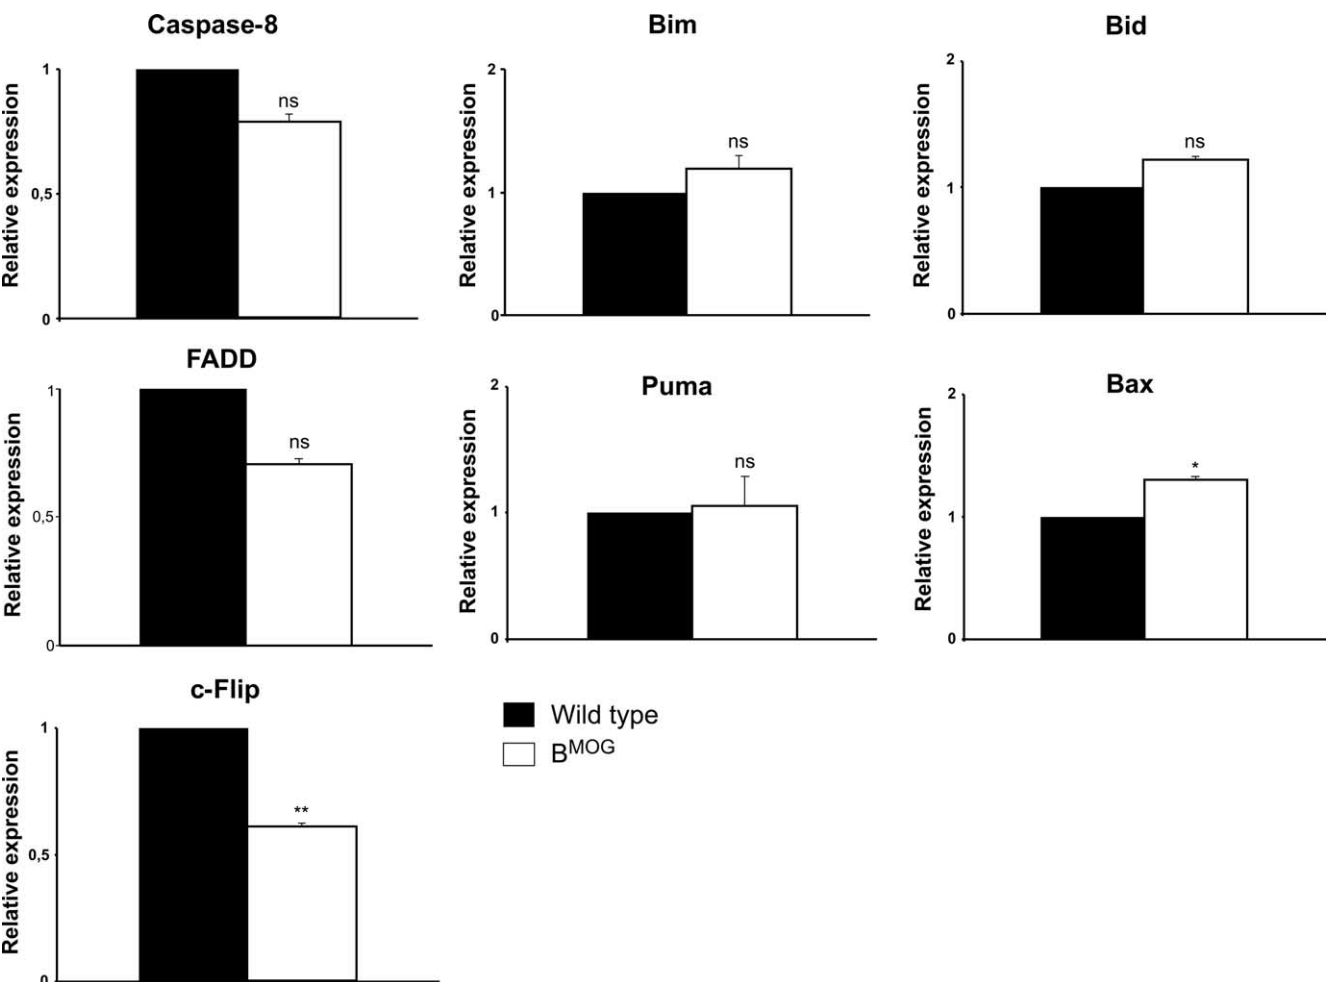 Caspase-8
Relative expression
1
0,5
0
ns
Bim
Relative expression
2
1
0
ns
Bid
Relative expression
2
1
0
ns
FADD
Relative expression
1
0,5
0
ns
Puma
Relative expression
2
1
0
ns
Bax
Relative expression
2
1
0
*
c-Flip
Relative expression
1
0,5
0
**
Wild type
B^MOG